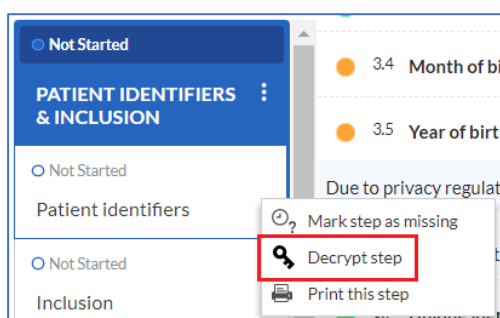 Not Started
PATIENT IDENTIFIERS
& INCLUSION
Not Started
Patient identifiers
Not Started
Inclusion
3.4 Month of bi
3.5 Year of birt
Due to privacy regulat
Mark step as missing
Decrypt step
Print this step